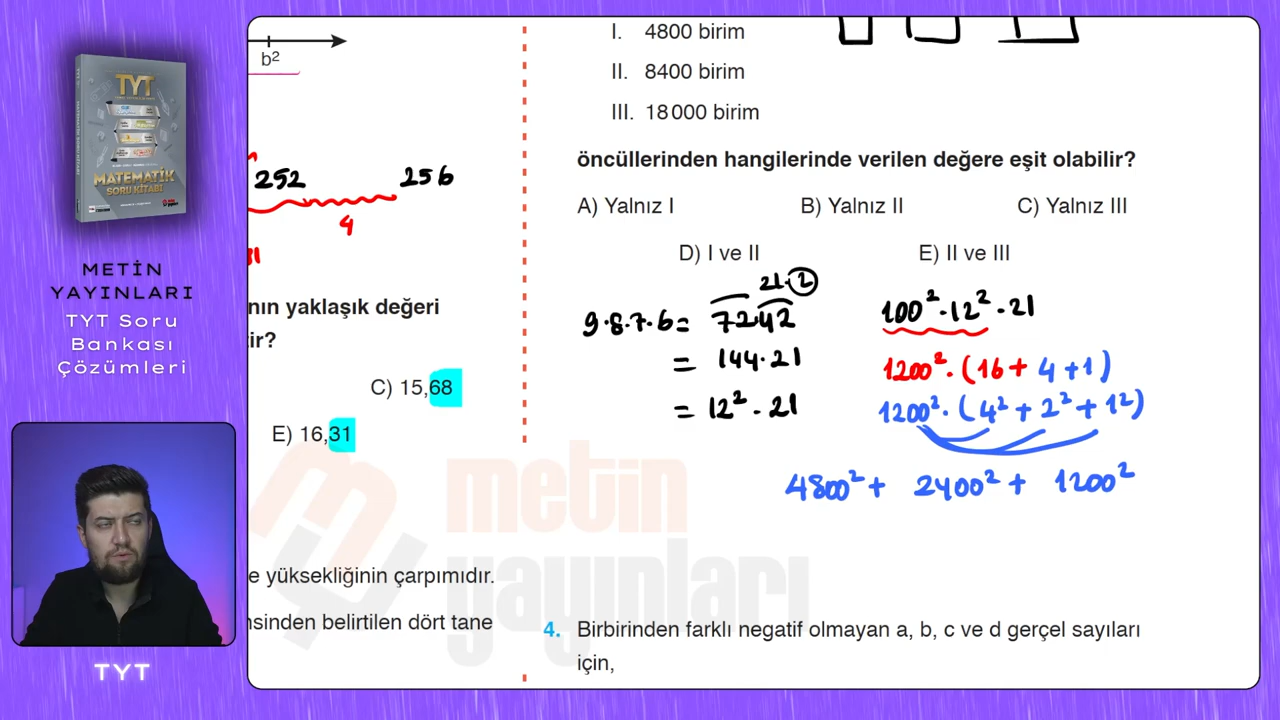 TYT
MATEMATİK
SORU KİTABI
METİN
YAYINLARI
TYT Soru
Bankası
Çözümleri
TYT
b²
252
256
4
31
nın yaklaşık değeri
ir?
C) 15,68
E) 16,31
e yüksekliğinin çarpımıdır.
nsinden belirtilen dört tane
I. 4800 birim
II. 8400 birim
III. 18000 birim
öncüllerinden hangilerinde verilen değere eşit olabilir?
A) Yalnız I B) Yalnız II C) Yalnız III
D) I ve II E) II ve III
21·2
9·8·7·6 = 72·42
= 144·21
= 12² · 21
100² · 12² · 21
1200² · (16 + 4 + 1)
1200² · (4² + 2² + 1²)
4800² + 2400² + 1200²
metin
yayınları
4. Birbirinden farklı negatif olmayan a, b, c ve d gerçel sayıları
için,